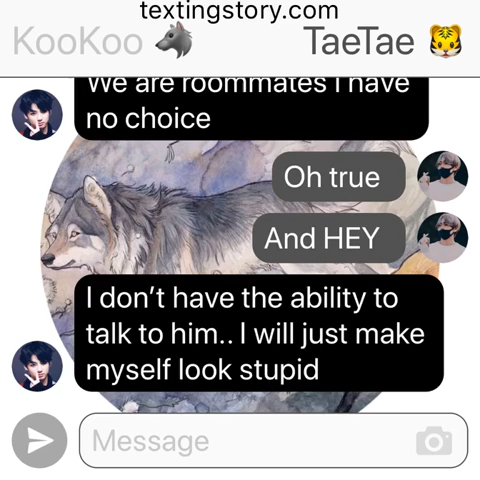 textingstory.com
KooKoo 🐺 TaeTae 🐯
We are roommates I have
no choice
Oh true
And HEY
I don't have the ability to
talk to him.. I will just make
myself look stupid
Message